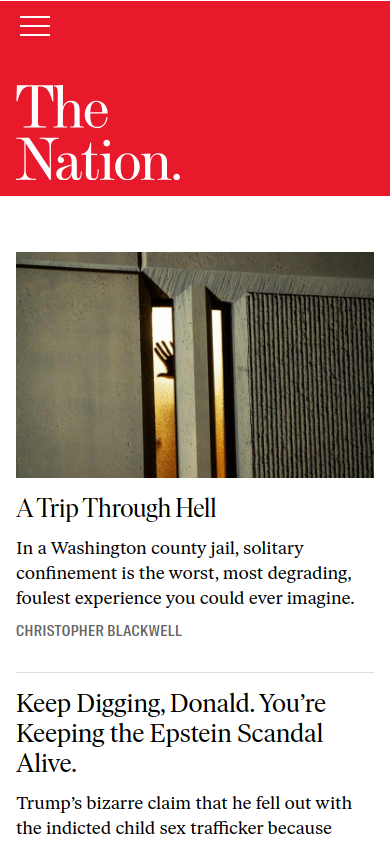 The
Nation.
A Trip Through Hell
In a Washington county jail, solitary
confinement is the worst, most degrading,
foulest experience you could ever imagine.
CHRISTOPHER BLACKWELL
Keep Digging, Donald. You’re
Keeping the Epstein Scandal
Alive.
Trump’s bizarre claim that he fell out with
the indicted child sex trafficker because